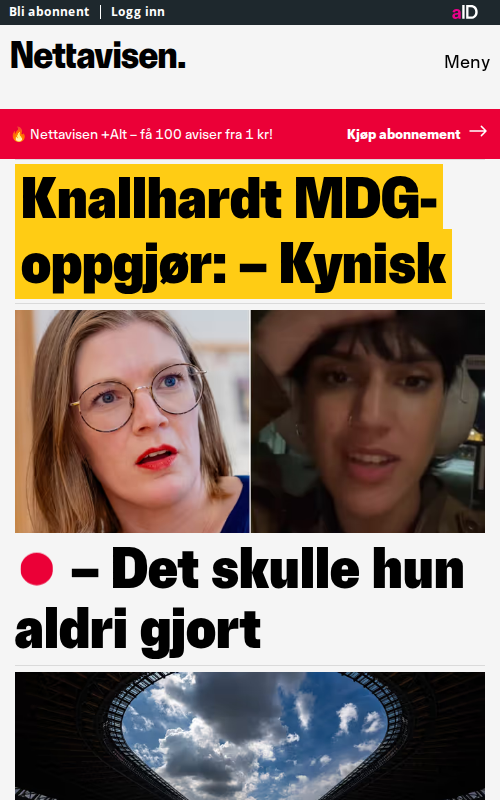 Bli abonnent | Logg inn
aID
Nettavisen.
Meny
🔥 Nettavisen +Alt – få 100 aviser fra 1 kr!
Kjøp abonnement →
Knallhardt MDG-
oppgjør: – Kynisk
– Det skulle hun
aldri gjort